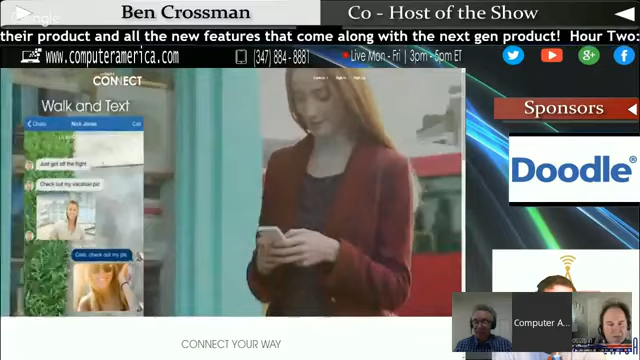 Ben Crossman
Co - Host of the Show
their product and all the new features that come along with the next gen product! Hour Two:
www.computeramerica.com
(347) 884-8881
Live Mon - Fri | 3pm - 5pm ET
CONNECT
Sponsors
Walk and Text
Chats
Nick Jonas
Call
Just got off the flight
Check out my vacation pic
Cool, check out my pic
Doodle®
Computer A...
CONNECT YOUR WAY